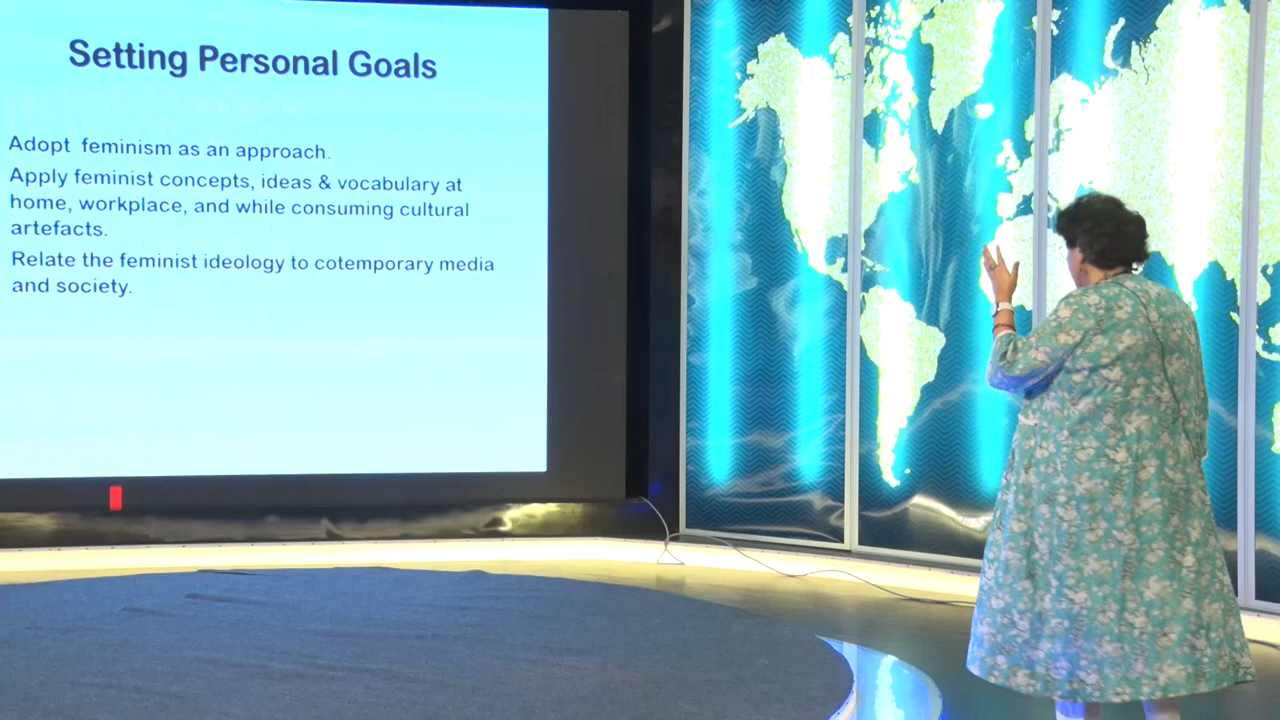 Setting Personal Goals
Adopt feminism as an approach.
Apply feminist concepts, ideas & vocabulary at
home, workplace, and while consuming cultural
artefacts.
Relate the feminist ideology to cotemporary media
and society.